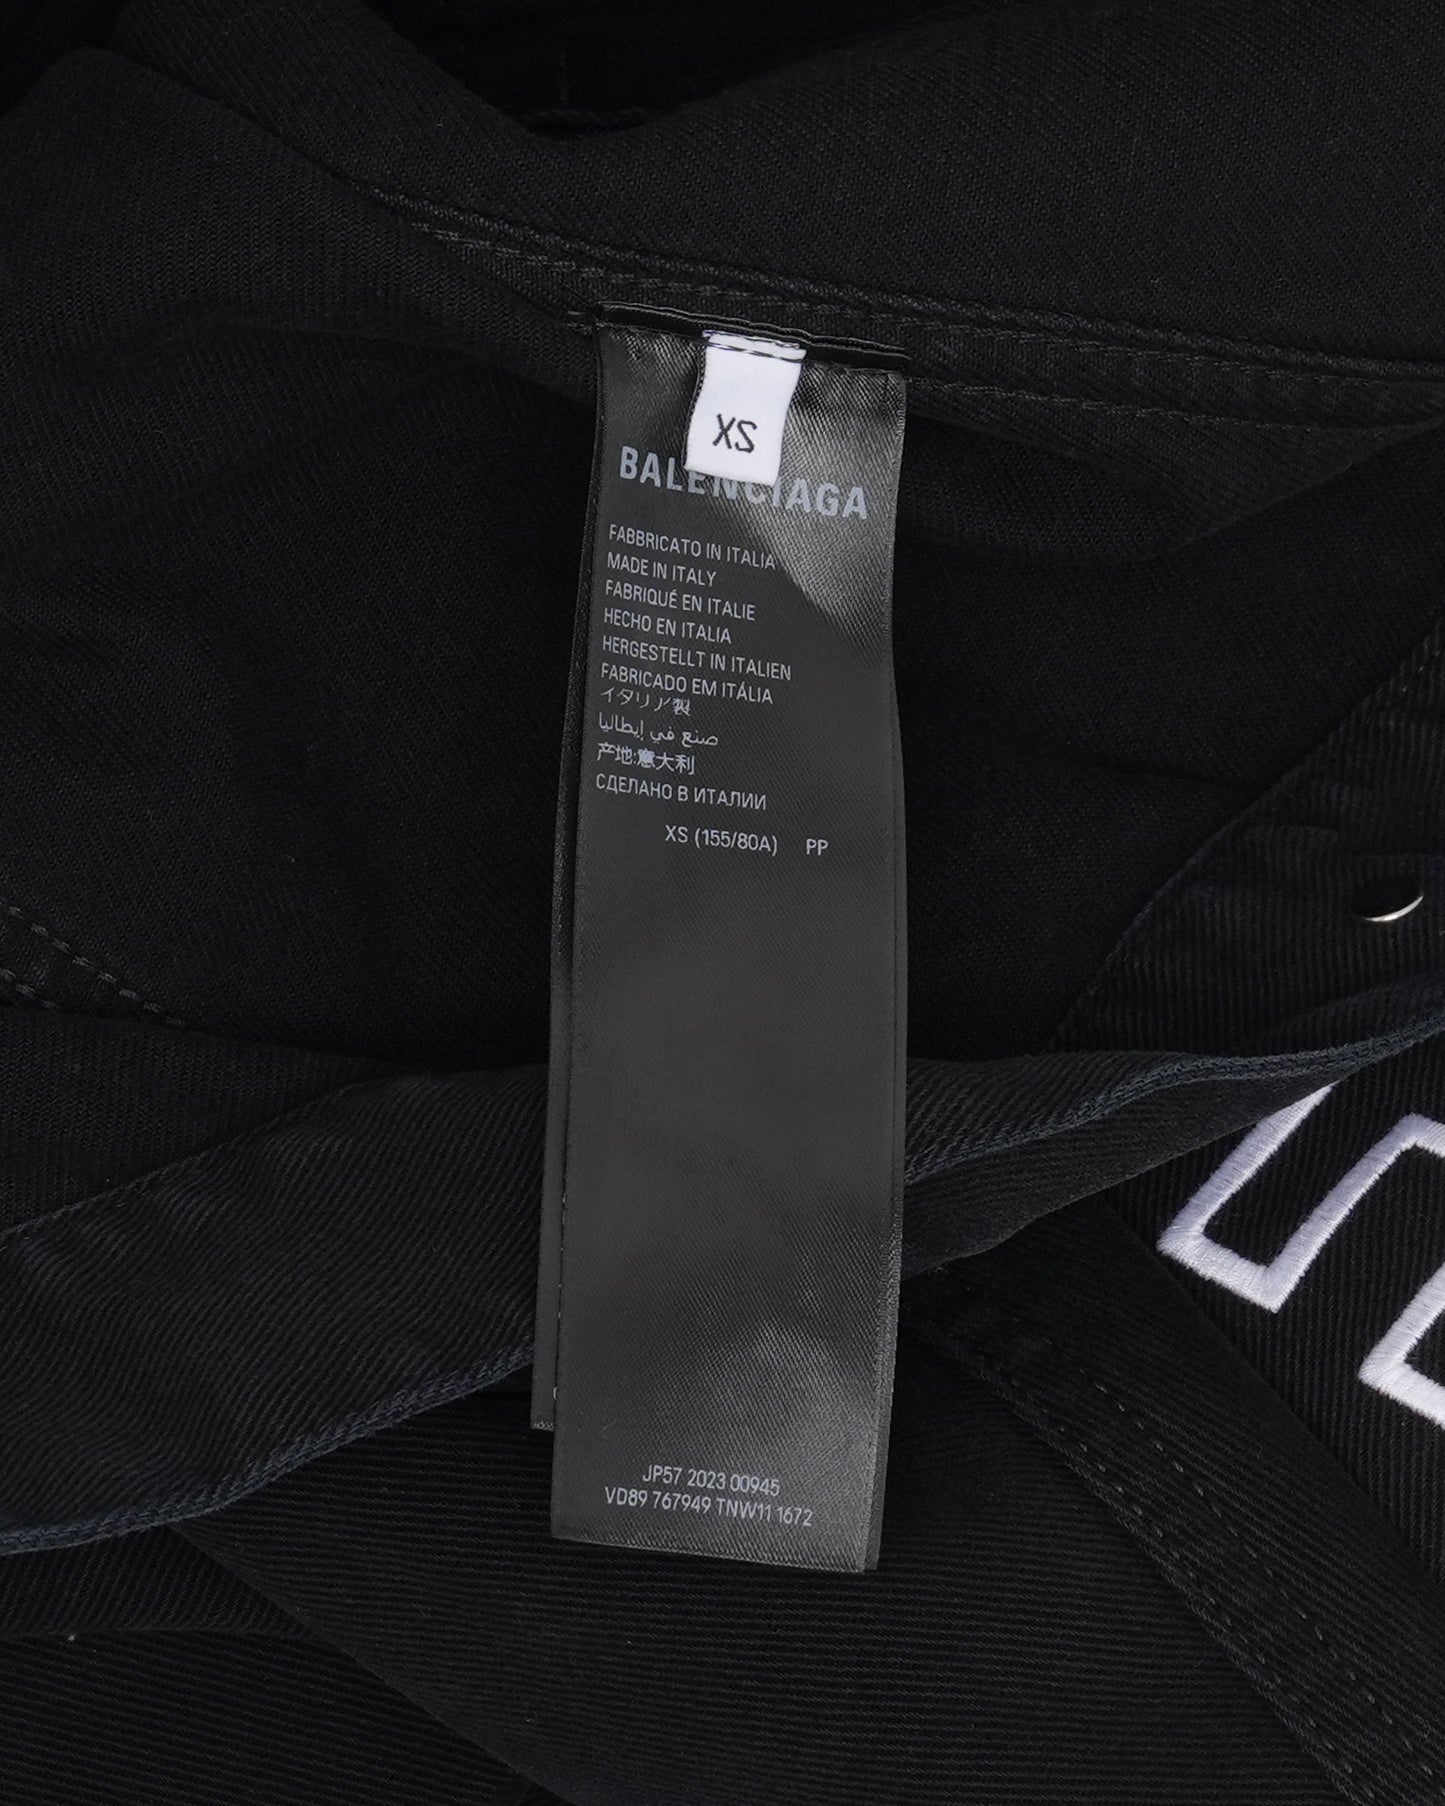 XS
BALENCIAGA
FABBRICATO IN ITALIA
MADE IN ITALY
FABRIQUÉ EN ITALIE
HECHO EN ITALIA
HERGESTELLT IN ITALIEN
FABRICADO EM ITÁLIA
イタリア製
صنع في إيطاليا
产地:意大利
СДЕЛАНО В ИТАЛИИ
XS (155/80A) PP
JP57 2023 00945
VD89 767949 TNW11 1672